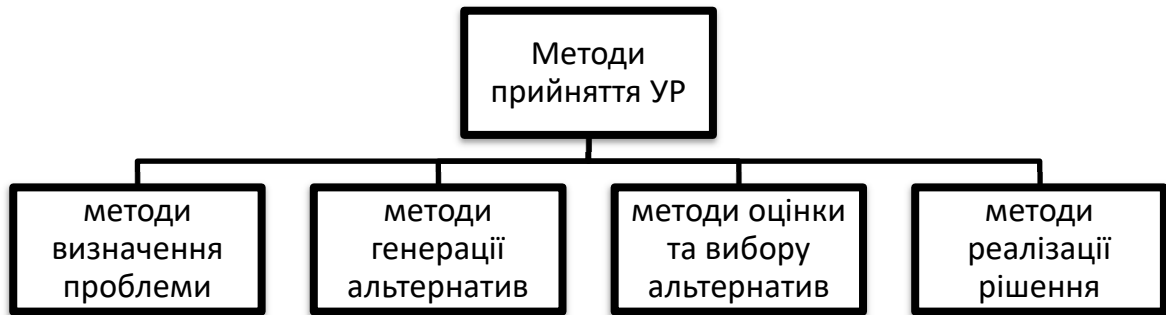 Методи
прийняття УР
методи
визначення
проблеми
методи
генерації
альтернатив
методи оцінки
та вибору
альтернатив
методи
реалізації
рішення